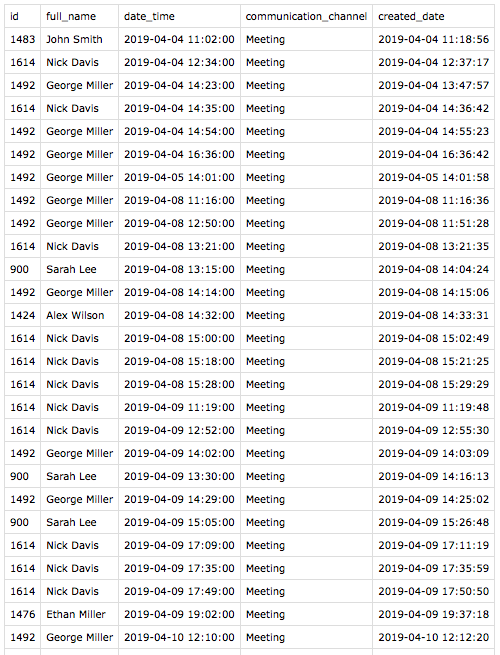 id full_name date_time communication_channel created_date
1483 John Smith 2019-04-04 11:02:00 Meeting 2019-04-04 11:18:56
1614 Nick Davis 2019-04-04 12:34:00 Meeting 2019-04-04 12:37:17
1492 George Miller 2019-04-04 14:23:00 Meeting 2019-04-04 13:47:57
1614 Nick Davis 2019-04-04 14:35:00 Meeting 2019-04-04 14:36:42
1492 George Miller 2019-04-04 14:54:00 Meeting 2019-04-04 14:55:23
1492 George Miller 2019-04-04 16:36:00 Meeting 2019-04-04 16:36:42
1492 George Miller 2019-04-05 14:01:00 Meeting 2019-04-05 14:01:58
1492 George Miller 2019-04-08 11:16:00 Meeting 2019-04-08 11:16:36
1492 George Miller 2019-04-08 12:50:00 Meeting 2019-04-08 11:51:28
1614 Nick Davis 2019-04-08 13:21:00 Meeting 2019-04-08 13:21:35
900 Sarah Lee 2019-04-08 13:15:00 Meeting 2019-04-08 14:04:24
1492 George Miller 2019-04-08 14:14:00 Meeting 2019-04-08 14:15:06
1424 Alex Wilson 2019-04-08 14:32:00 Meeting 2019-04-08 14:33:31
1614 Nick Davis 2019-04-08 15:00:00 Meeting 2019-04-08 15:02:49
1614 Nick Davis 2019-04-08 15:18:00 Meeting 2019-04-08 15:21:25
1614 Nick Davis 2019-04-08 15:28:00 Meeting 2019-04-08 15:29:29
1614 Nick Davis 2019-04-09 11:19:00 Meeting 2019-04-09 11:19:48
1614 Nick Davis 2019-04-09 12:52:00 Meeting 2019-04-09 12:55:30
1492 George Miller 2019-04-09 14:02:00 Meeting 2019-04-09 14:03:09
900 Sarah Lee 2019-04-09 13:30:00 Meeting 2019-04-09 14:16:13
1492 George Miller 2019-04-09 14:29:00 Meeting 2019-04-09 14:25:02
900 Sarah Lee 2019-04-09 15:05:00 Meeting 2019-04-09 15:26:48
1614 Nick Davis 2019-04-09 17:09:00 Meeting 2019-04-09 17:11:19
1614 Nick Davis 2019-04-09 17:35:00 Meeting 2019-04-09 17:35:59
1614 Nick Davis 2019-04-09 17:49:00 Meeting 2019-04-09 17:50:50
1476 Ethan Miller 2019-04-09 19:02:00 Meeting 2019-04-09 19:37:18
1492 George Miller 2019-04-10 12:10:00 Meeting 2019-04-10 12:12:20